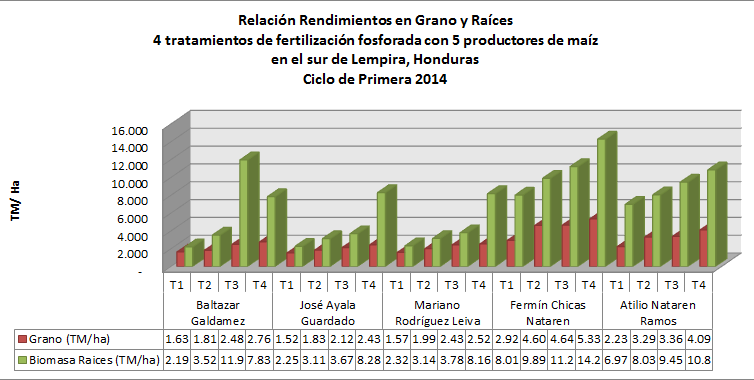 Relación Rendimientos en Grano y Raíces
4 tratamientos de fertilización fosforada con 5 productores de maíz
en el sur de Lempira, Honduras
Ciclo de Primera 2014
TM/ Ha
16.000
14.000
12.000
10.000
8.000
6.000
4.000
2.000
-
T1 T2 T3 T4 T1 T2 T3 T4 T1 T2 T3 T4 T1 T2 T3 T4 T1 T2 T3 T4
Baltazar Galdamez
José Ayala Guardado
Mariano Rodríguez Leiva
Fermín Chicas Nataren
Atilio Nataren Ramos
Grano (TM/ha) 1.63 1.81 2.48 2.76 1.52 1.83 2.12 2.43 1.57 1.99 2.43 2.52 2.92 4.60 4.64 5.33 2.23 3.29 3.36 4.09
Biomasa Raices (TM/ha) 2.19 3.52 11.9 7.83 2.25 3.11 3.67 8.28 2.32 3.14 3.78 8.16 8.01 9.89 11.2 14.2 6.97 8.03 9.45 10.8